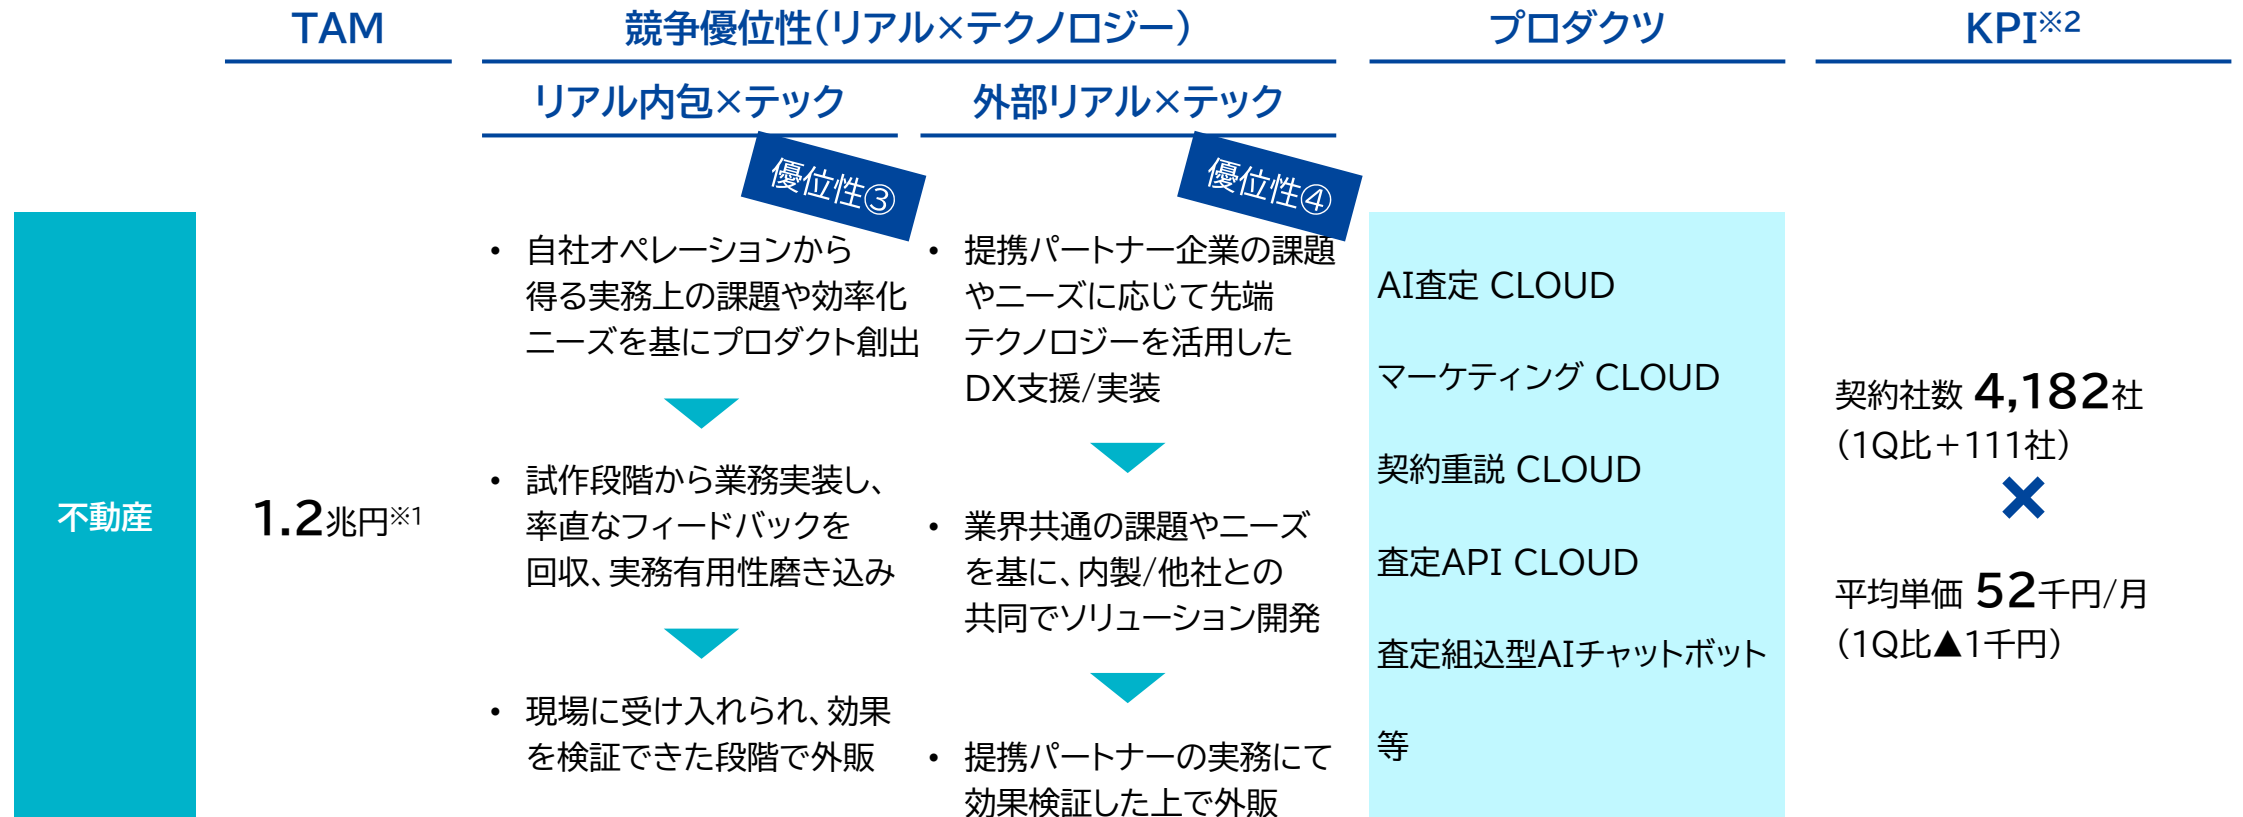 TAM
競争優位性(リアル×テクノロジー)
プロダクツ
KPI※2
リアル内包×テック
外部リアル×テック
優位性③
優位性④
不動産
1.2兆円※1
• 自社オペレーションから
得る実務上の課題や効率化
ニーズを基にプロダクト創出
• 試作段階から業務実装し、
率直なフィードバックを
回収、実務有用性磨き込み
• 現場に受け入れられ、効果
を検証できた段階で外販
• 提携パートナー企業の課題
やニーズに応じて先端
テクノロジーを活用した
DX支援/実装
• 業界共通の課題やニーズ
を基に、内製/他社との
共同でソリューション開発
• 提携パートナーの実務にて
効果検証した上で外販
AI査定 CLOUD
マーケティング CLOUD
契約重説 CLOUD
査定API CLOUD
査定組込型AIチャットボット
等
契約社数 4,182社
(1Q比+111社)
×
平均単価 52千円/月
(1Q比▲1千円)